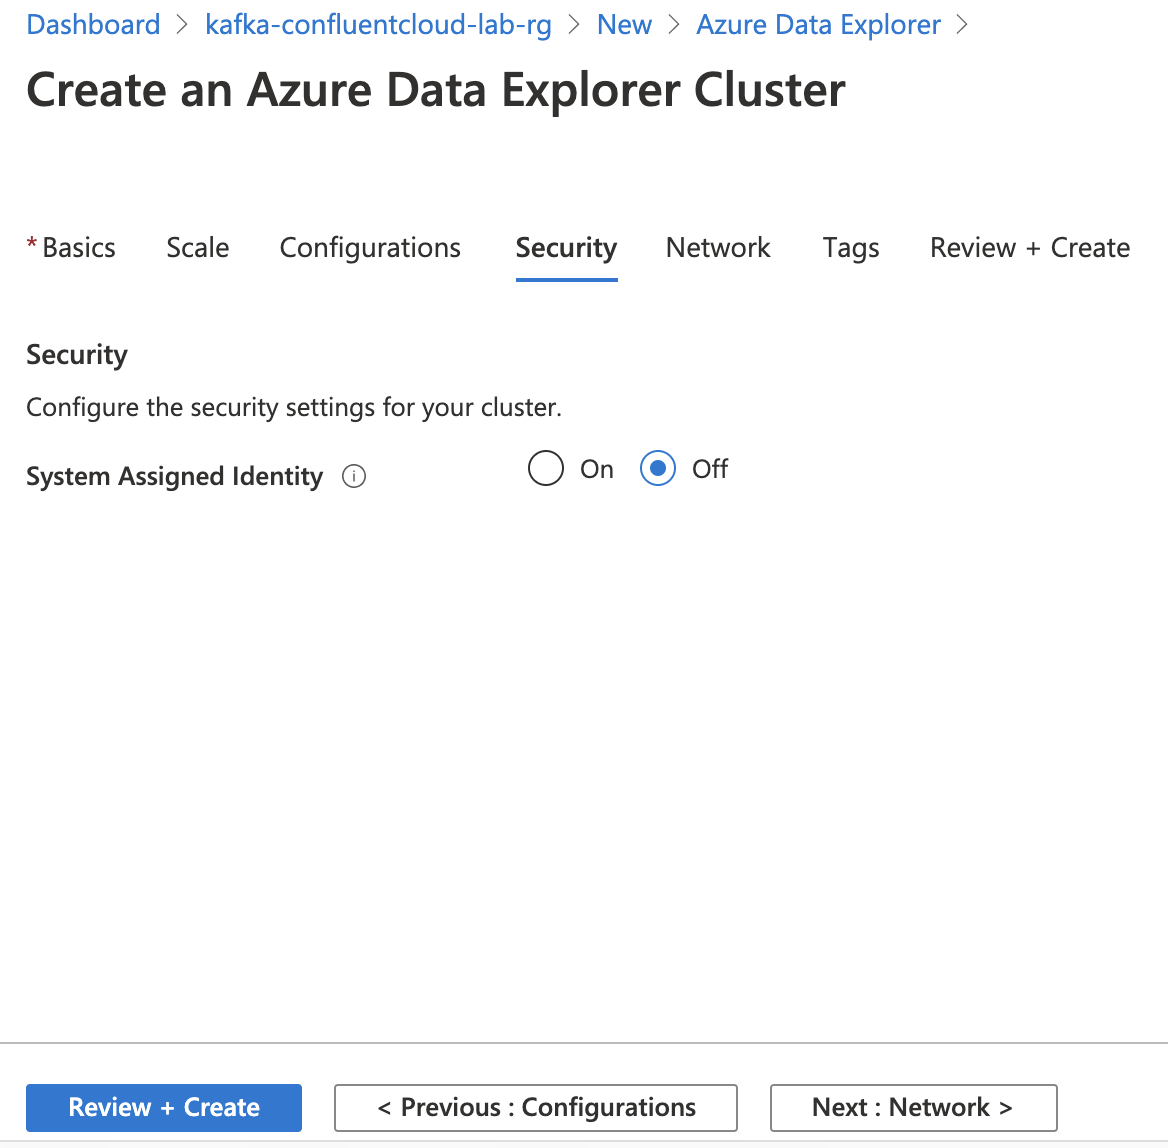 Dashboard > kafka-confluentcloud-lab-rg > New > Azure Data Explorer >
Create an Azure Data Explorer Cluster
* Basics Scale Configurations Security Network Tags Review + Create
Security
Configure the security settings for your cluster.
System Assigned Identity i On Off
Review + Create < Previous : Configurations Next : Network >